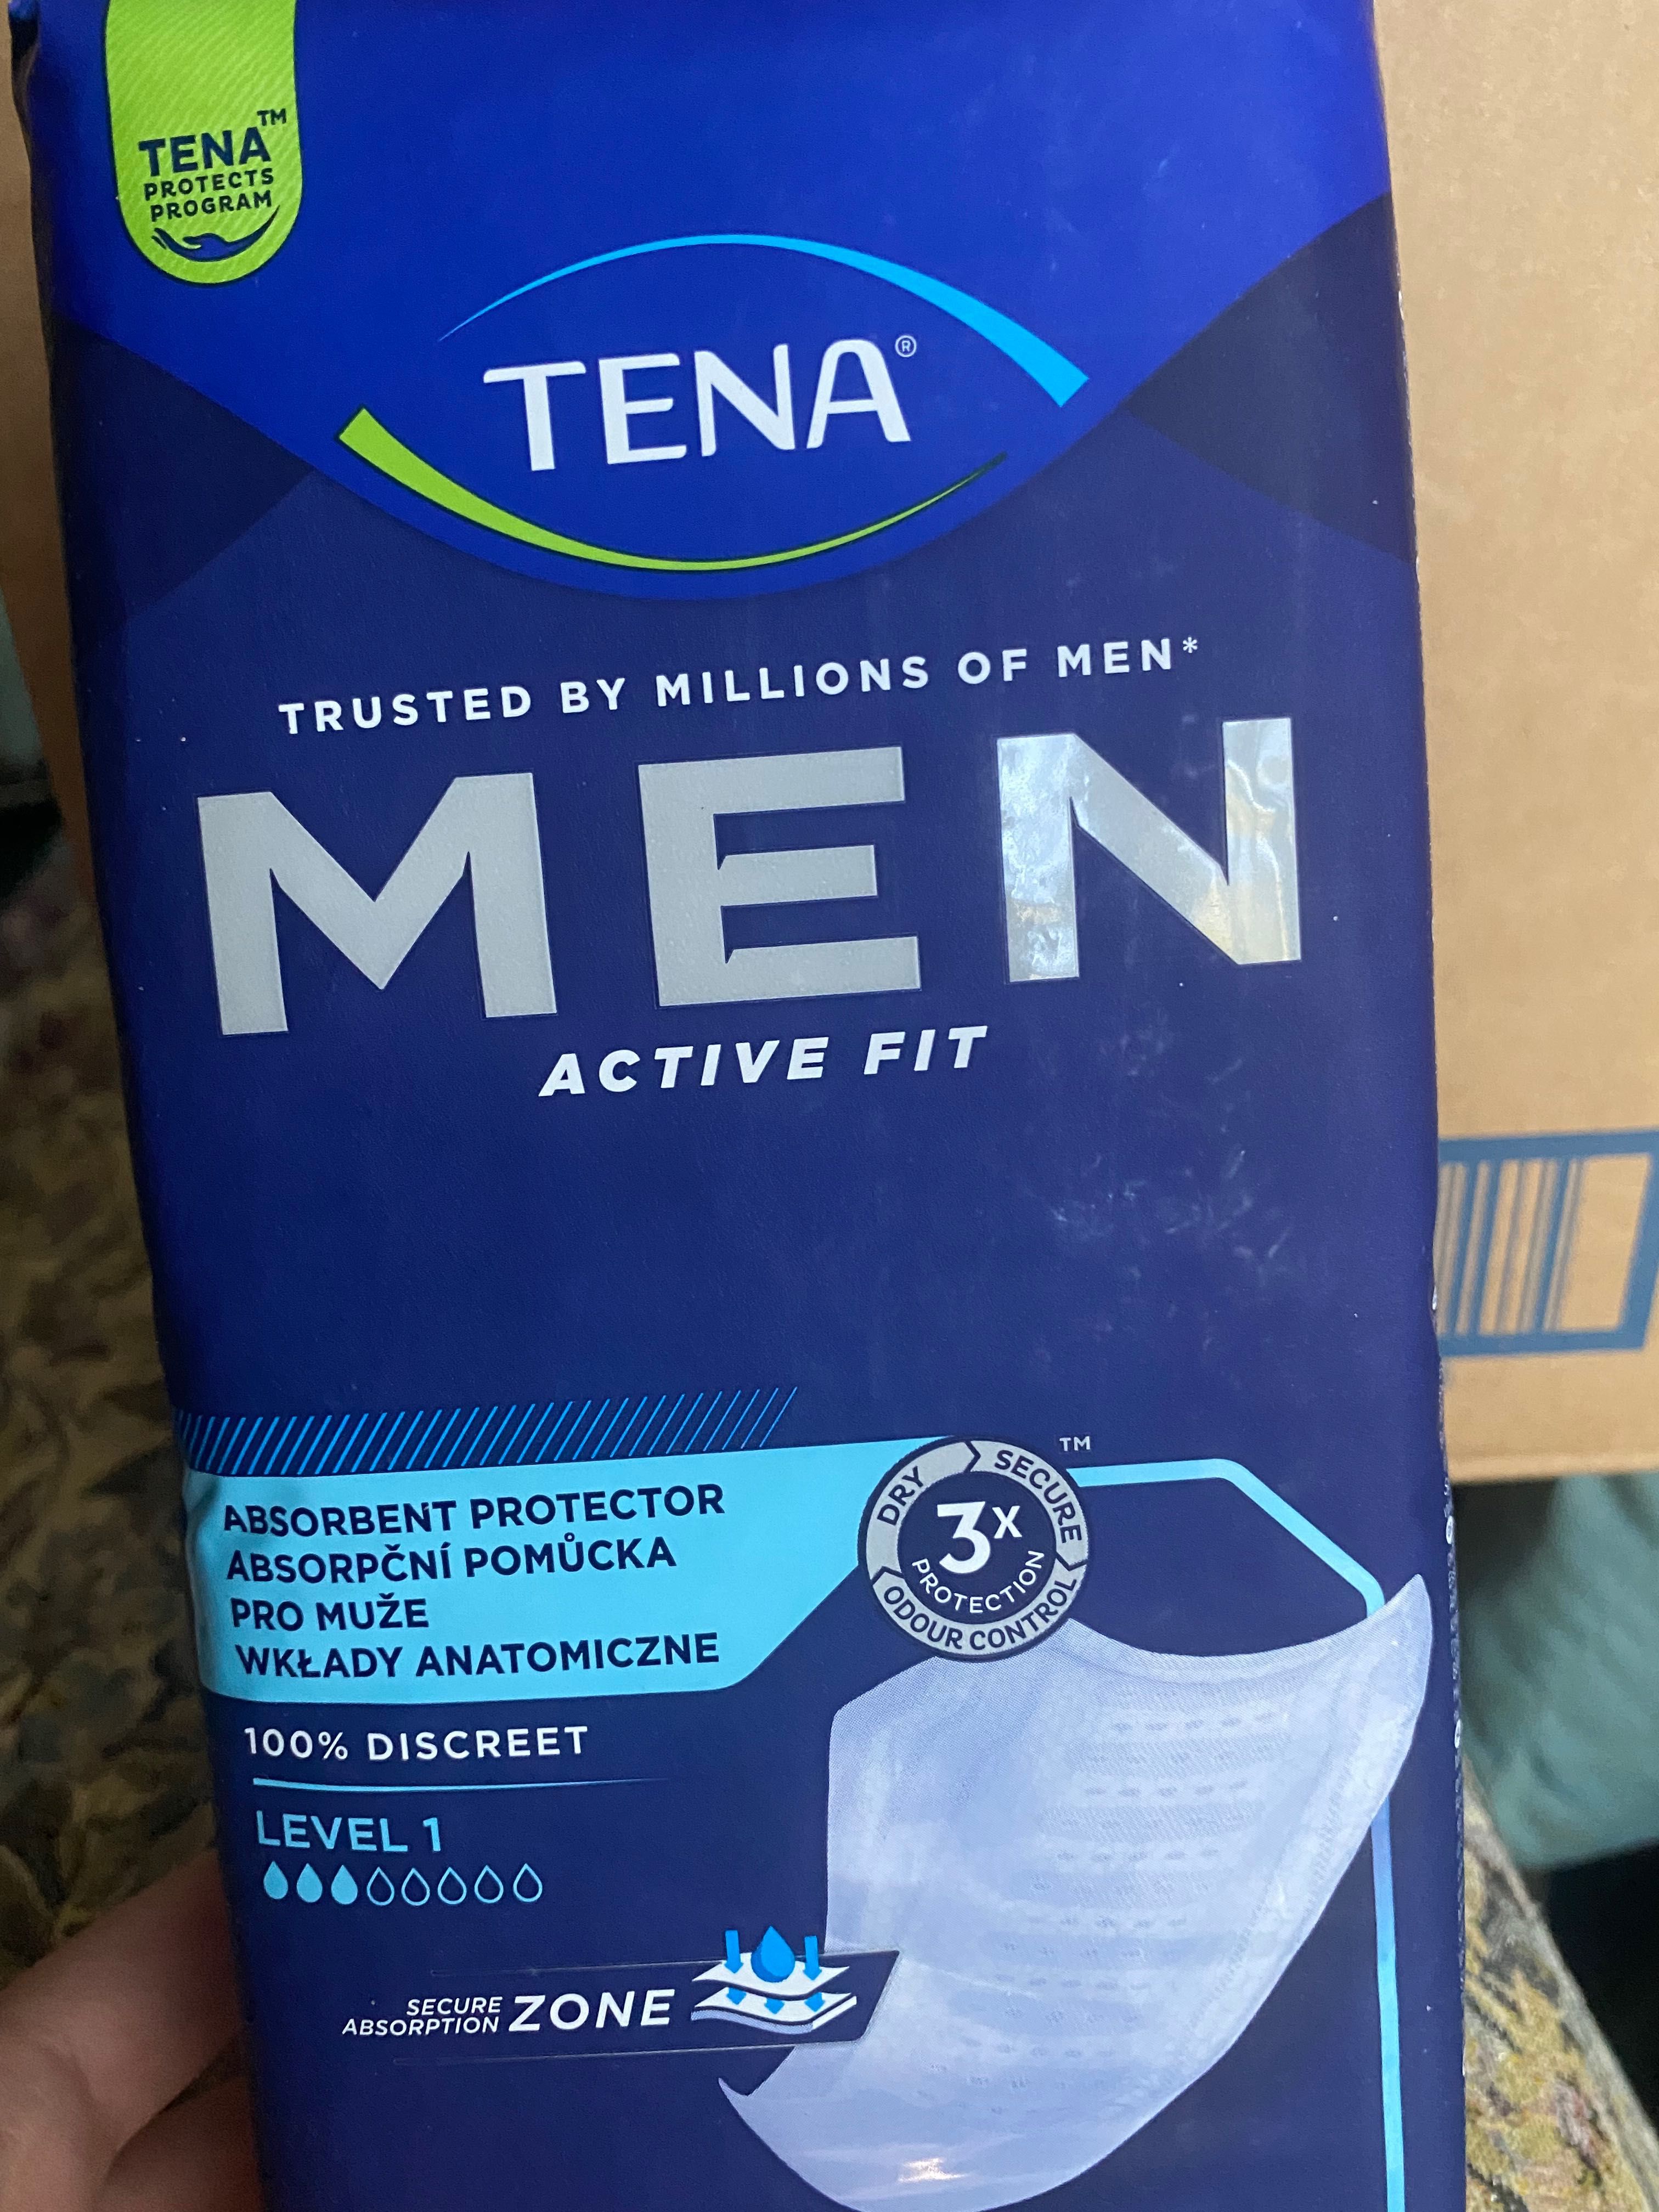 TENA™
PROTECTS
PROGRAM
TENA®
TRUSTED BY MILLIONS OF MEN*
MEN
ACTIVE FIT
ABSORBENT PROTECTOR
ABSORPČNÍ POMŮCKA
PRO MUŽE
WKŁADY ANATOMICZNE
DRY
SECURE
ODOUR CONTROL
3X
PROTECTION
™
100% DISCREET
LEVEL 1
SECURE
ABSORPTION
ZONE